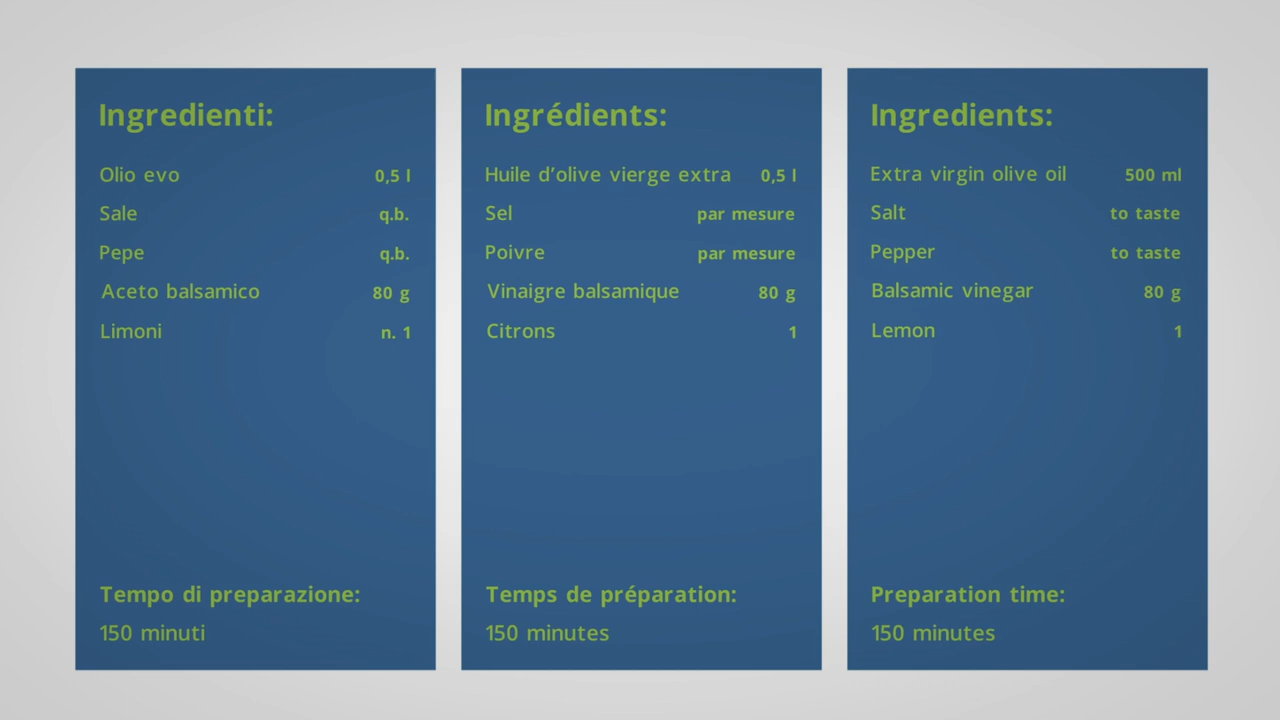 Ingredienti:
Olio evo 0,5 l
Sale q.b.
Pepe q.b.
Aceto balsamico 80 g
Limoni n. 1
Tempo di preparazione:
150 minuti
Ingrédients:
Huile d’olive vierge extra 0,5 l
Sel par mesure
Poivre par mesure
Vinaigre balsamique 80 g
Citrons 1
Temps de préparation:
150 minutes
Ingredients:
Extra virgin olive oil 500 ml
Salt to taste
Pepper to taste
Balsamic vinegar 80 g
Lemon 1
Preparation time:
150 minutes